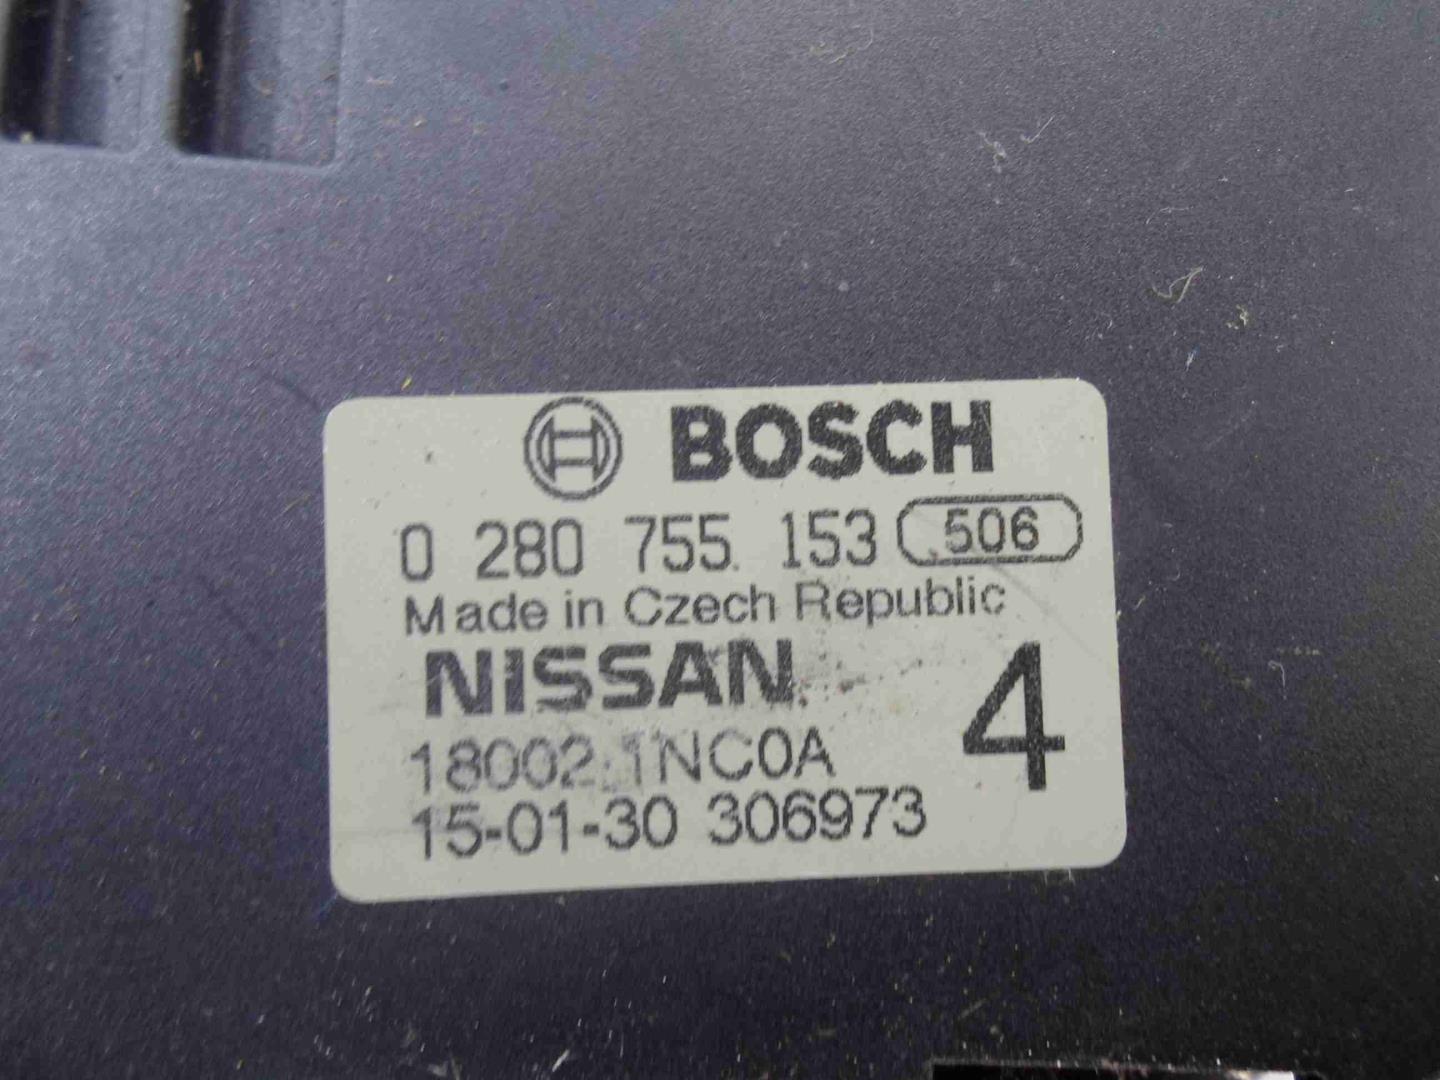 BOSCH
0 280 755 153 506
Made in Czech Republic
NISSAN
4
18002 1NC0A
15-01-30 306973